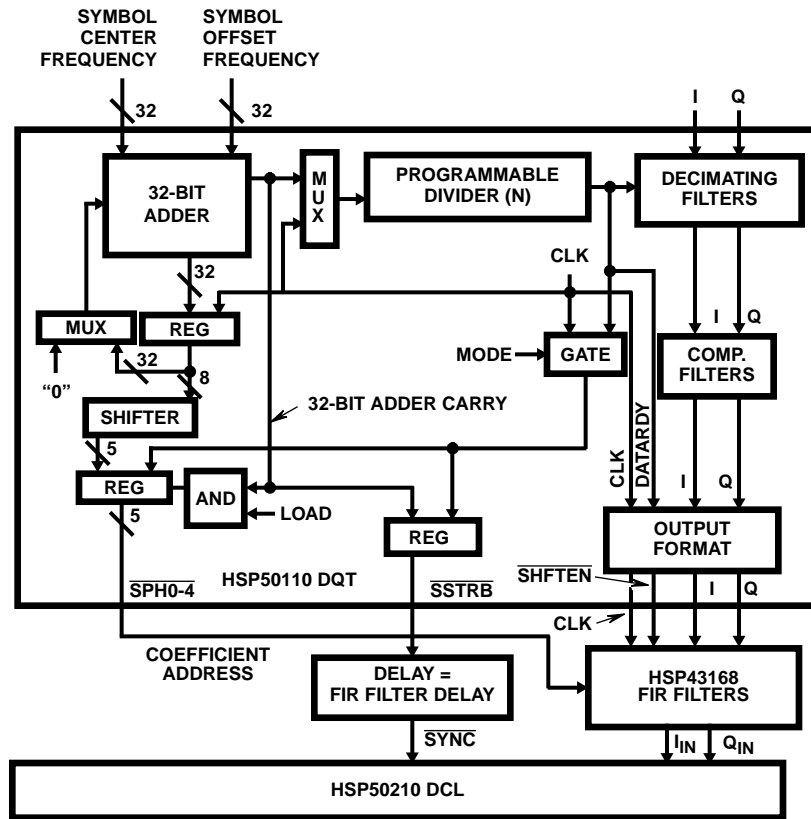 SYMBOL
CENTER
FREQUENCY
SYMBOL
OFFSET
FREQUENCY
32
32
I
Q
32-BIT
ADDER
MUX
PROGRAMMABLE
DIVIDER (N)
DECIMATING
FILTERS
32
CLK
MUX
REG
I
Q
MODE
GATE
COMP.
FILTERS
"0"
32
8
SHIFTER
32-BIT ADDER CARRY
5
CLK
DATARDY
I
Q
REG
AND
LOAD
5
REG
OUTPUT
FORMAT
SPH0-4
HSP50110 DQT
SSTRB
SHFTEN
I
Q
CLK
COEFFICIENT
ADDRESS
DELAY =
FIR FILTER DELAY
HSP43168
FIR FILTERS
SYNC
IIN
QIN
HSP50210 DCL